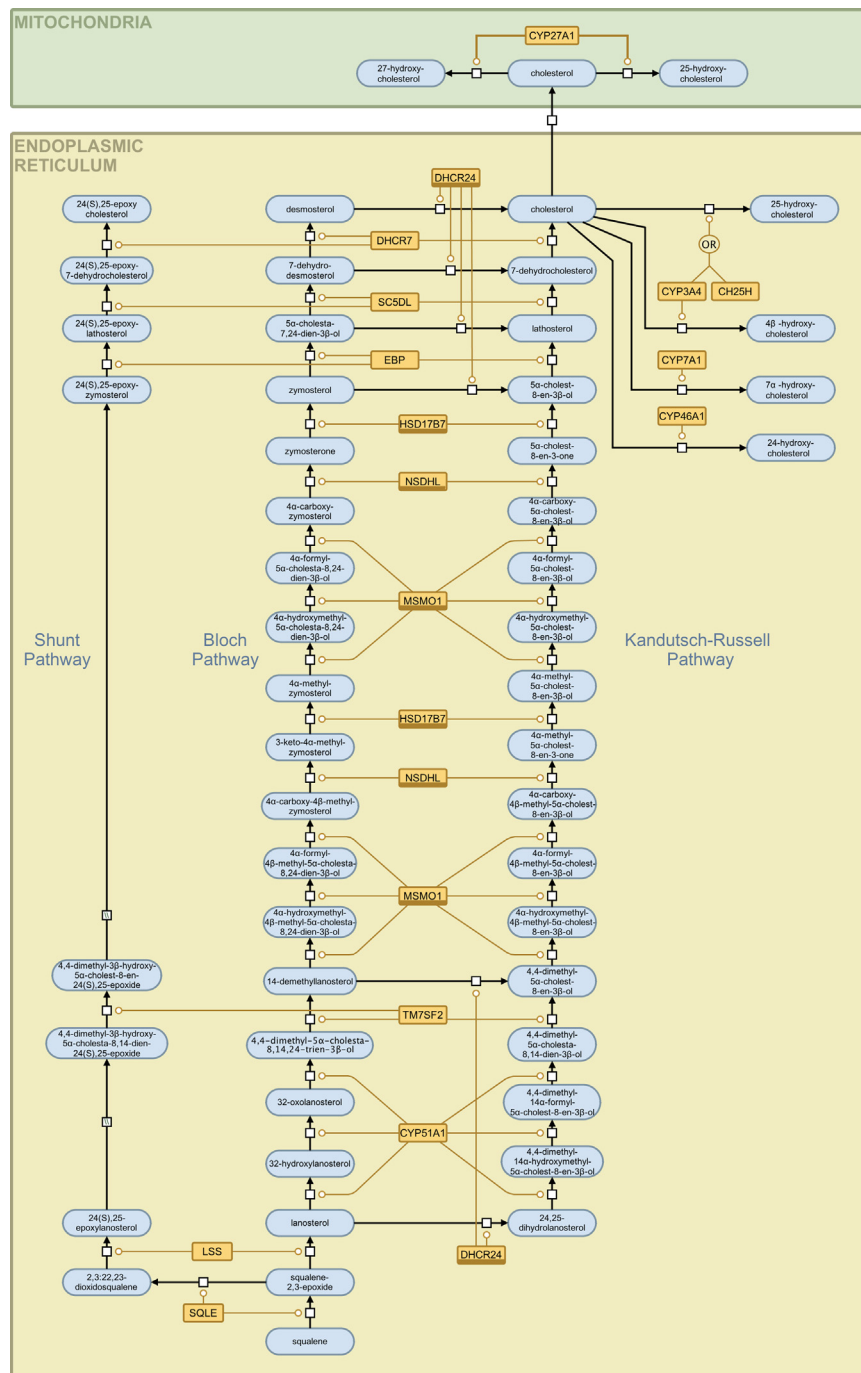 MITOCHONDRIA
CYP27A1
27-hydroxy-
cholesterol
cholesterol
25-hydroxy-
cholesterol
ENDOPLASMIC
RETICULUM
DHCR24
24(S),25-epoxy
cholesterol
desmosterol
cholesterol
25-hydroxy-
cholesterol
DHCR7
OR
24(S),25-epoxy-
7-dehydrocholesterol
7-dehydro-
desmosterol
7-dehydrocholesterol
CYP3A4
CH25H
SC5DL
24(S),25-epoxy-
lathosterol
5α-cholesta-
7,24-dien-3β-ol
lathosterol
4β -hydroxy-
cholesterol
EBP
CYP7A1
24(S),25-epoxy-
zymosterol
zymosterol
5α-cholest-
8-en-3β-ol
7α -hydroxy-
cholesterol
HSD17B7
CYP46A1
zymosterone
5α-cholest-
8-en-3-one
24-hydroxy-
cholesterol
NSDHL
4α-carboxy-
zymosterol
4α-carboxy-
5α-cholest-
8-en-3β-ol
4α-formyl-
5α-cholesta-8,24-
dien-3β-ol
4α-formyl-
5α-cholest-
8-en-3β-ol
MSMO1
4α-hydroxymethyl-
5α-cholesta-8,24-
dien-3β-ol
4α-hydroxymethyl-
5α-cholest-
8-en-3β-ol
Shunt
Pathway
Bloch
Pathway
Kandutsch-Russell
Pathway
4α-methyl-
zymosterol
4α-methyl-
5α-cholest-
8-en-3β-ol
HSD17B7
3-keto-4α-methyl-
zymosterol
4α-methyl-
5α-cholest-
8-en-3-one
NSDHL
4α-carboxy-4β-methyl-
zymosterol
4α-carboxy-
4β-methyl-5α-cholest-
8-en-3β-ol
4α-formyl-
4β-methyl-5α-cholesta-
8,24-dien-3β-ol
4α-formyl-
4β-methyl-5α-cholest-
8-en-3β-ol
MSMO1
4α-hydroxymethyl-
4β-methyl-5α-cholesta-
8,24-dien-3β-ol
4α-hydroxymethyl-
4β-methyl-5α-cholest-
8-en-3β-ol
4,4-dimethyl-3β-hydroxy-
5α-cholest-8-en-
24(S),25-epoxide
14-demethyllanosterol
4,4-dimethyl-
5α-cholest-
8-en-3β-ol
TM7SF2
4,4-dimethyl-3β-hydroxy-
5α-cholesta-8,14-dien-
24(S),25-epoxide
4,4-dimethyl-5α-cholesta-
8,14,24-trien-3β-ol
4,4-dimethyl-
5α-cholesta-
8,14-dien-3β-ol
32-oxolanosterol
4,4-dimethyl-
14α-formyl-
5α-cholest-8-en-3β-ol
CYP51A1
32-hydroxylanosterol
4,4-dimethyl-
14α-hydroxymethyl-
5α-cholest-8-en-3β-ol
24(S),25-
epoxylanosterol
lanosterol
24,25-
dihydrolanosterol
LSS
DHCR24
2,3:22,23-
dioxidosqualene
squalene-
2,3-epoxide
SQLE
squalene